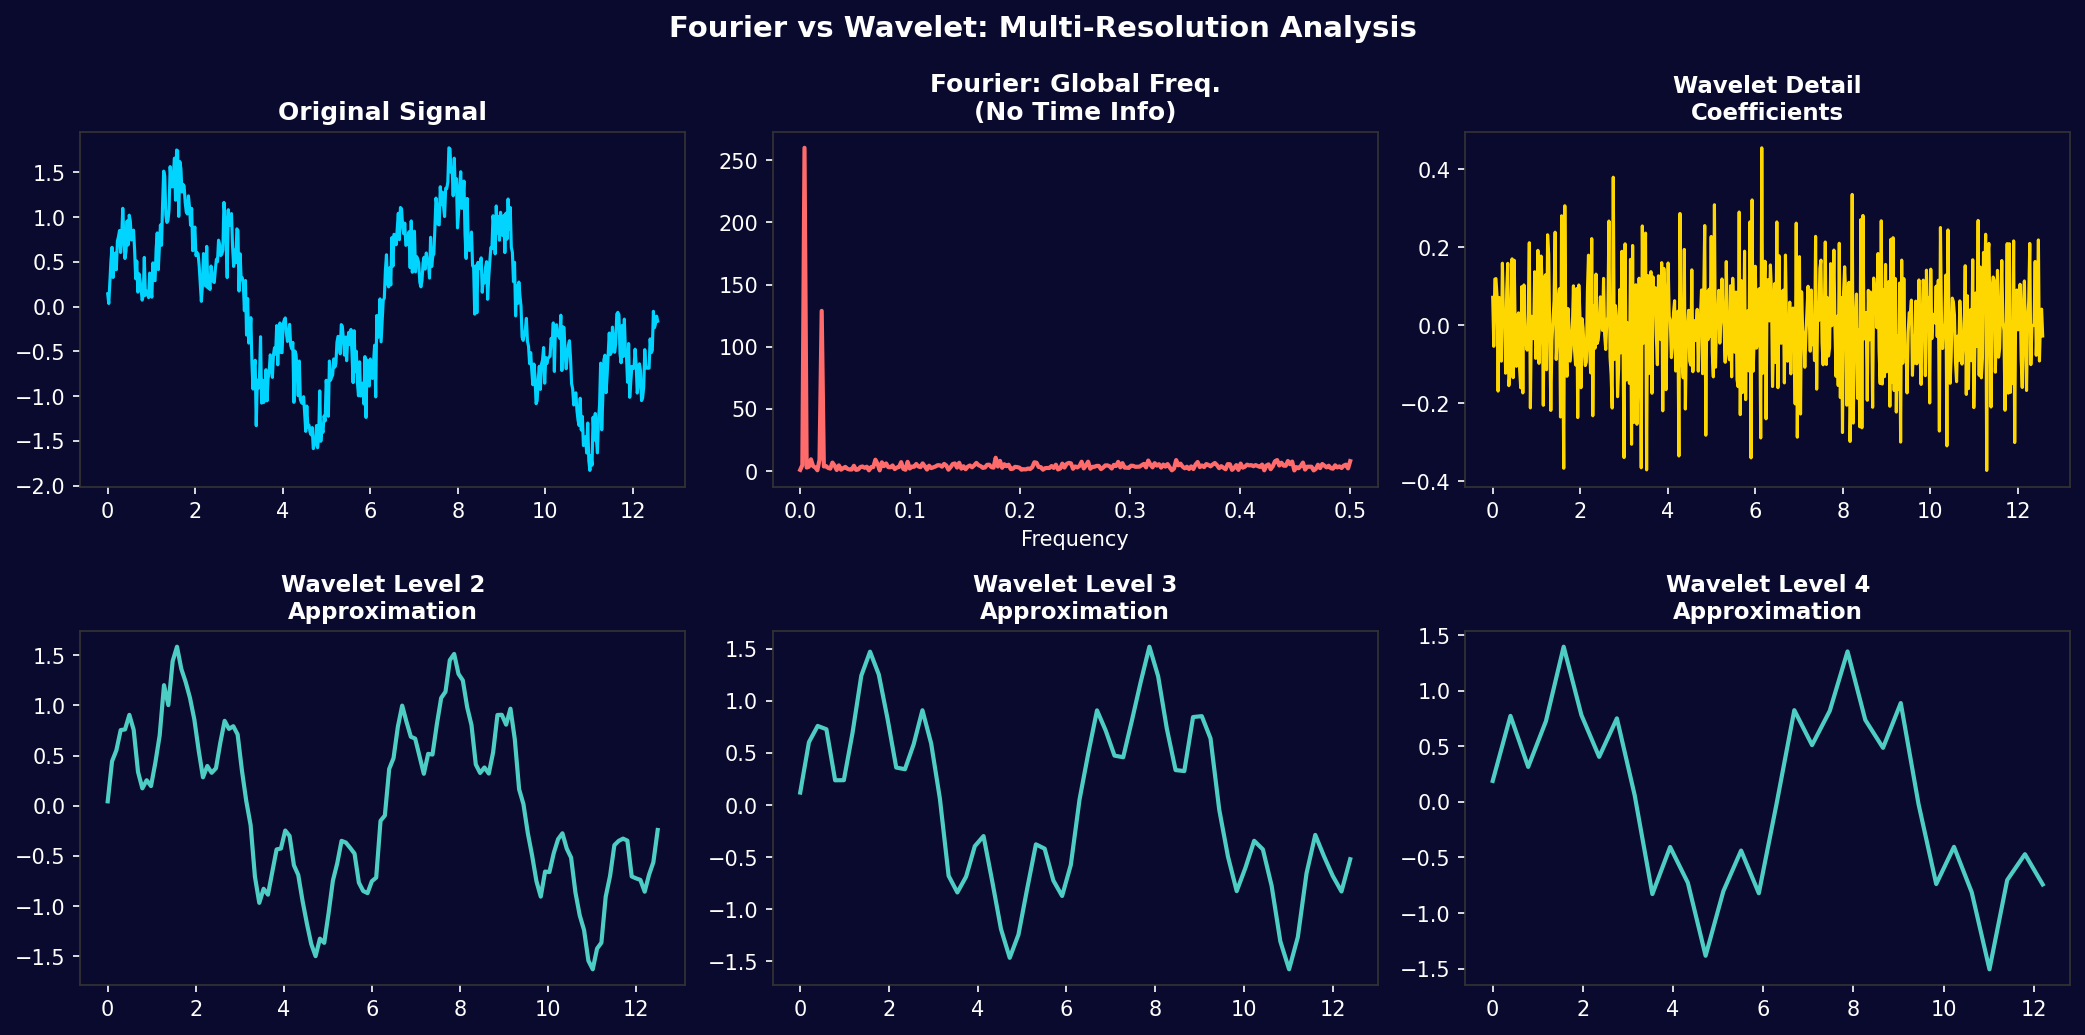 Fourier vs Wavelet: Multi-Resolution Analysis
Original Signal
1.5
1.0
0.5
0.0
−0.5
−1.0
−1.5
−2.0
0 2 4 6 8 10 12
Fourier: Global Freq.
(No Time Info)
250
200
150
100
50
0
0.0 0.1 0.2 0.3 0.4 0.5
Frequency
Wavelet Detail
Coefficients
0.4
0.2
0.0
−0.2
−0.4
0 2 4 6 8 10 12
Wavelet Level 2
Approximation
1.5
1.0
0.5
0.0
−0.5
−1.0
−1.5
0 2 4 6 8 10 12
Wavelet Level 3
Approximation
1.5
1.0
0.5
0.0
−0.5
−1.0
−1.5
0 2 4 6 8 10 12
Wavelet Level 4
Approximation
1.5
1.0
0.5
0.0
−0.5
−1.0
−1.5
0 2 4 6 8 10 12